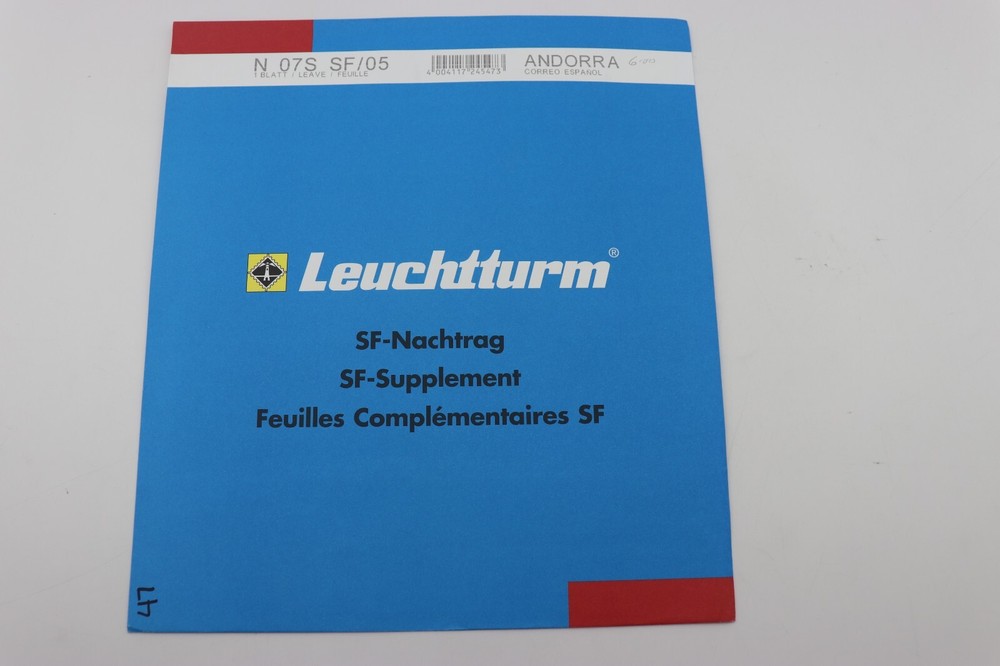 N 07S SF/05
1 BLATT / LEAVE / FEUILLE
4 004117 245473
ANDORRA
CORREO ESPAÑOL
Leuchtturm®
SF-Nachtrag
SF-Supplement
Feuilles Complémentaires SF
47